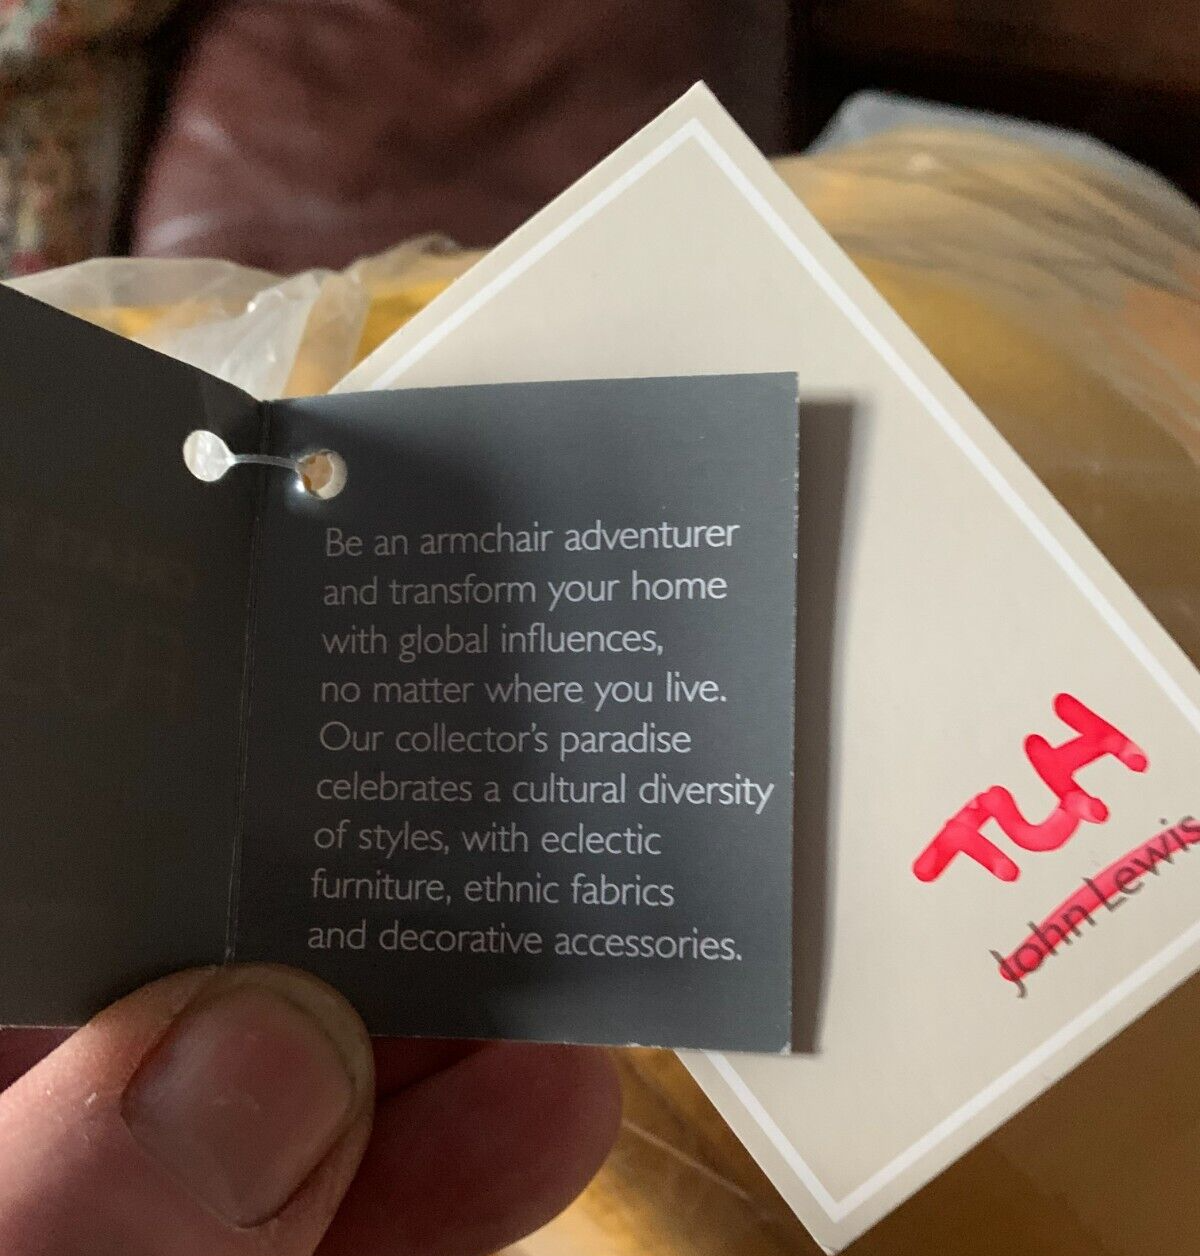 Be an armchair adventurer
and transform your home
with global influences,
no matter where you live.
Our collector's paradise
celebrates a cultural diversity
of styles, with eclectic
furniture, ethnic fabrics
and decorative accessories.
TLH
John Lewis